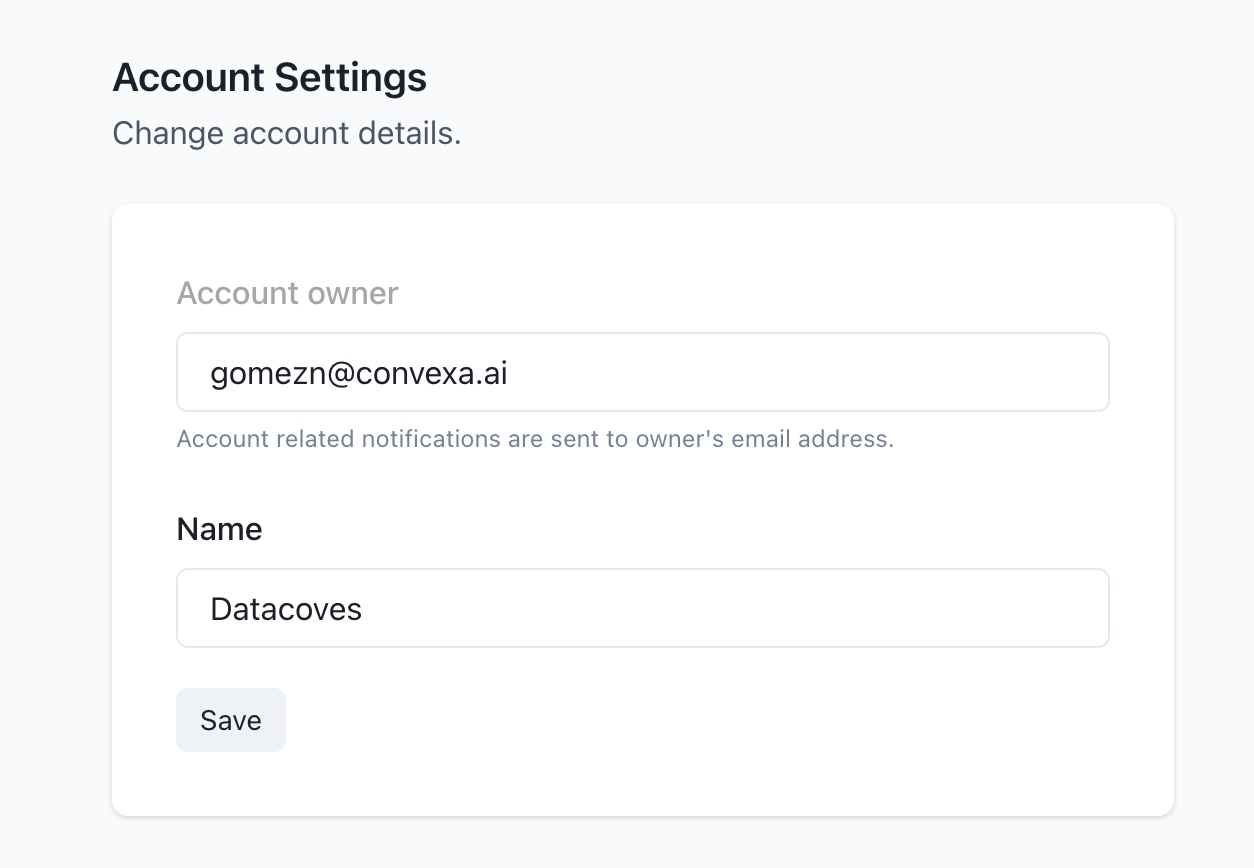 Account Settings
Change account details.
Account owner
gomezn@convexa.ai
Account related notifications are sent to owner's email address.
Name
Datacoves
Save